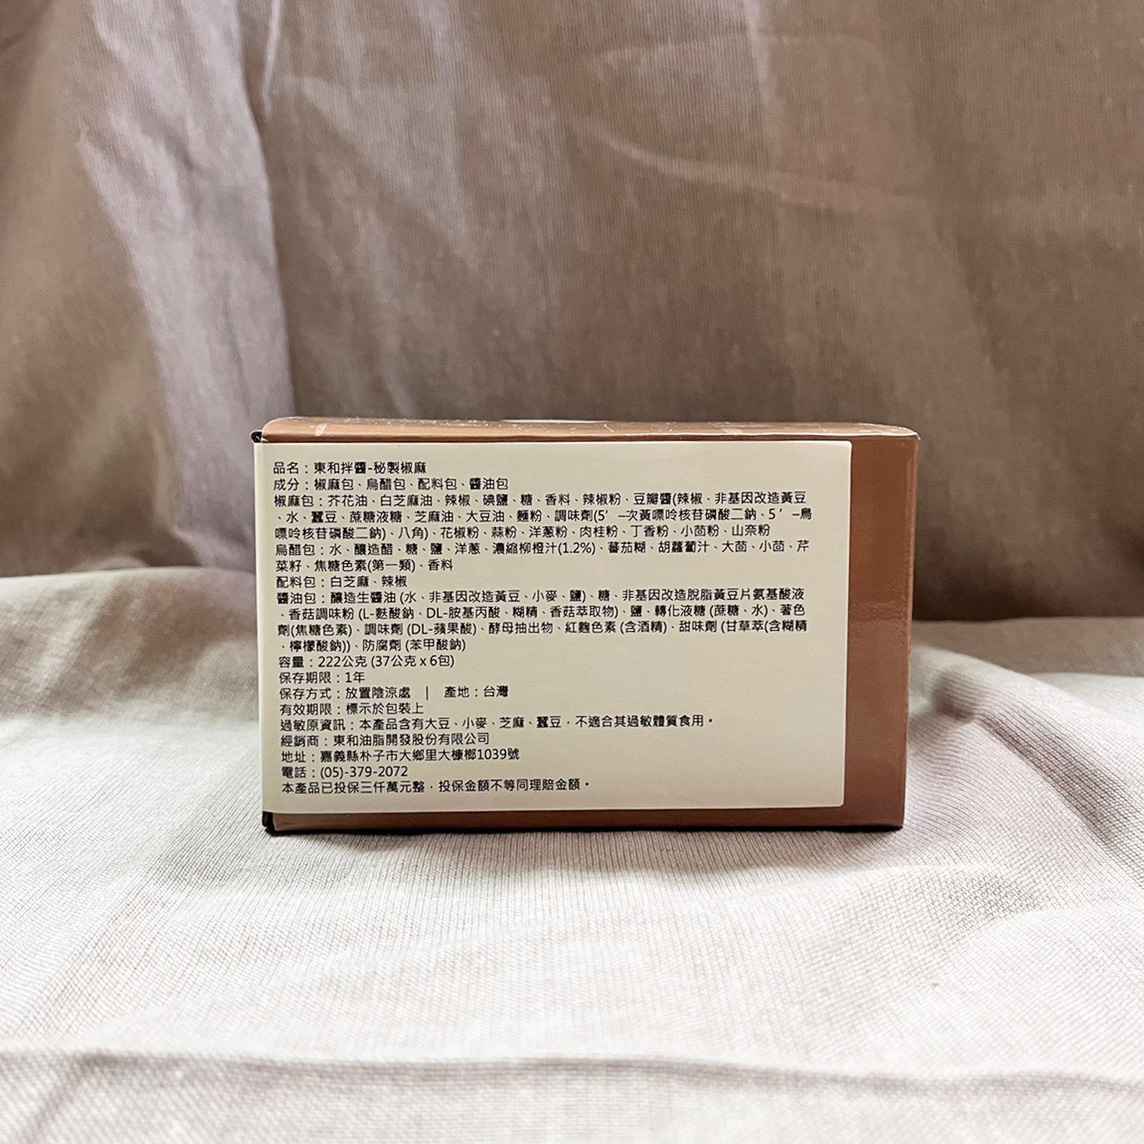 品名：東和拌醬-秘製椒麻
成分：椒麻包、烏醋包、配料包、醬油包
椒麻包：芥花油、白芝麻油、辣椒、碘鹽、糖、香料、辣椒粉、豆瓣醬(辣椒、非基因改造黃豆
、水、蠶豆、蔗糖液糖、芝麻油、大豆油、麵粉、調味劑(5′–次黃嘌呤核苷磷酸二鈉、5′–鳥
嘌呤核苷磷酸二鈉)、八角)、花椒粉、蒜粉、洋蔥粉、肉桂粉、丁香粉、小茴粉、山奈粉
烏醋包：水、釀造醋、糖、鹽、洋蔥、濃縮柳橙汁(1.2%)、蕃茄糊、胡蘿蔔汁、大茴、小茴、芹
菜籽、焦糖色素(第一類)、香料
配料包：白芝麻、辣椒
醬油包：釀造生醬油 (水、非基因改造黃豆、小麥、鹽)、糖、非基因改造脫脂黃豆片氨基酸液
、香菇調味粉 (L-麩酸鈉、DL-胺基丙酸、糊精、香菇萃取物)、鹽、轉化液糖 (蔗糖、水)、著色
劑(焦糖色素)、調味劑 (DL-蘋果酸)、酵母抽出物、紅麴色素 (含酒精)、甜味劑 (甘草萃(含糊精
、檸檬酸鈉))、防腐劑 (苯甲酸鈉)
容量：222公克 (37公克 x 6包)
保存期限：1年
保存方式：放置陰涼處 ｜ 產地：台灣
有效期限：標示於包裝上
過敏原資訊：本產品含有大豆、小麥、芝麻、蠶豆，不適合其過敏體質食用。
經銷商：東和油脂開發股份有限公司
地址：嘉義縣朴子市大鄉里大槺榔1039號
電話：(05)-379-2072
本產品已投保三仟萬元整，投保金額不等同理賠金額。